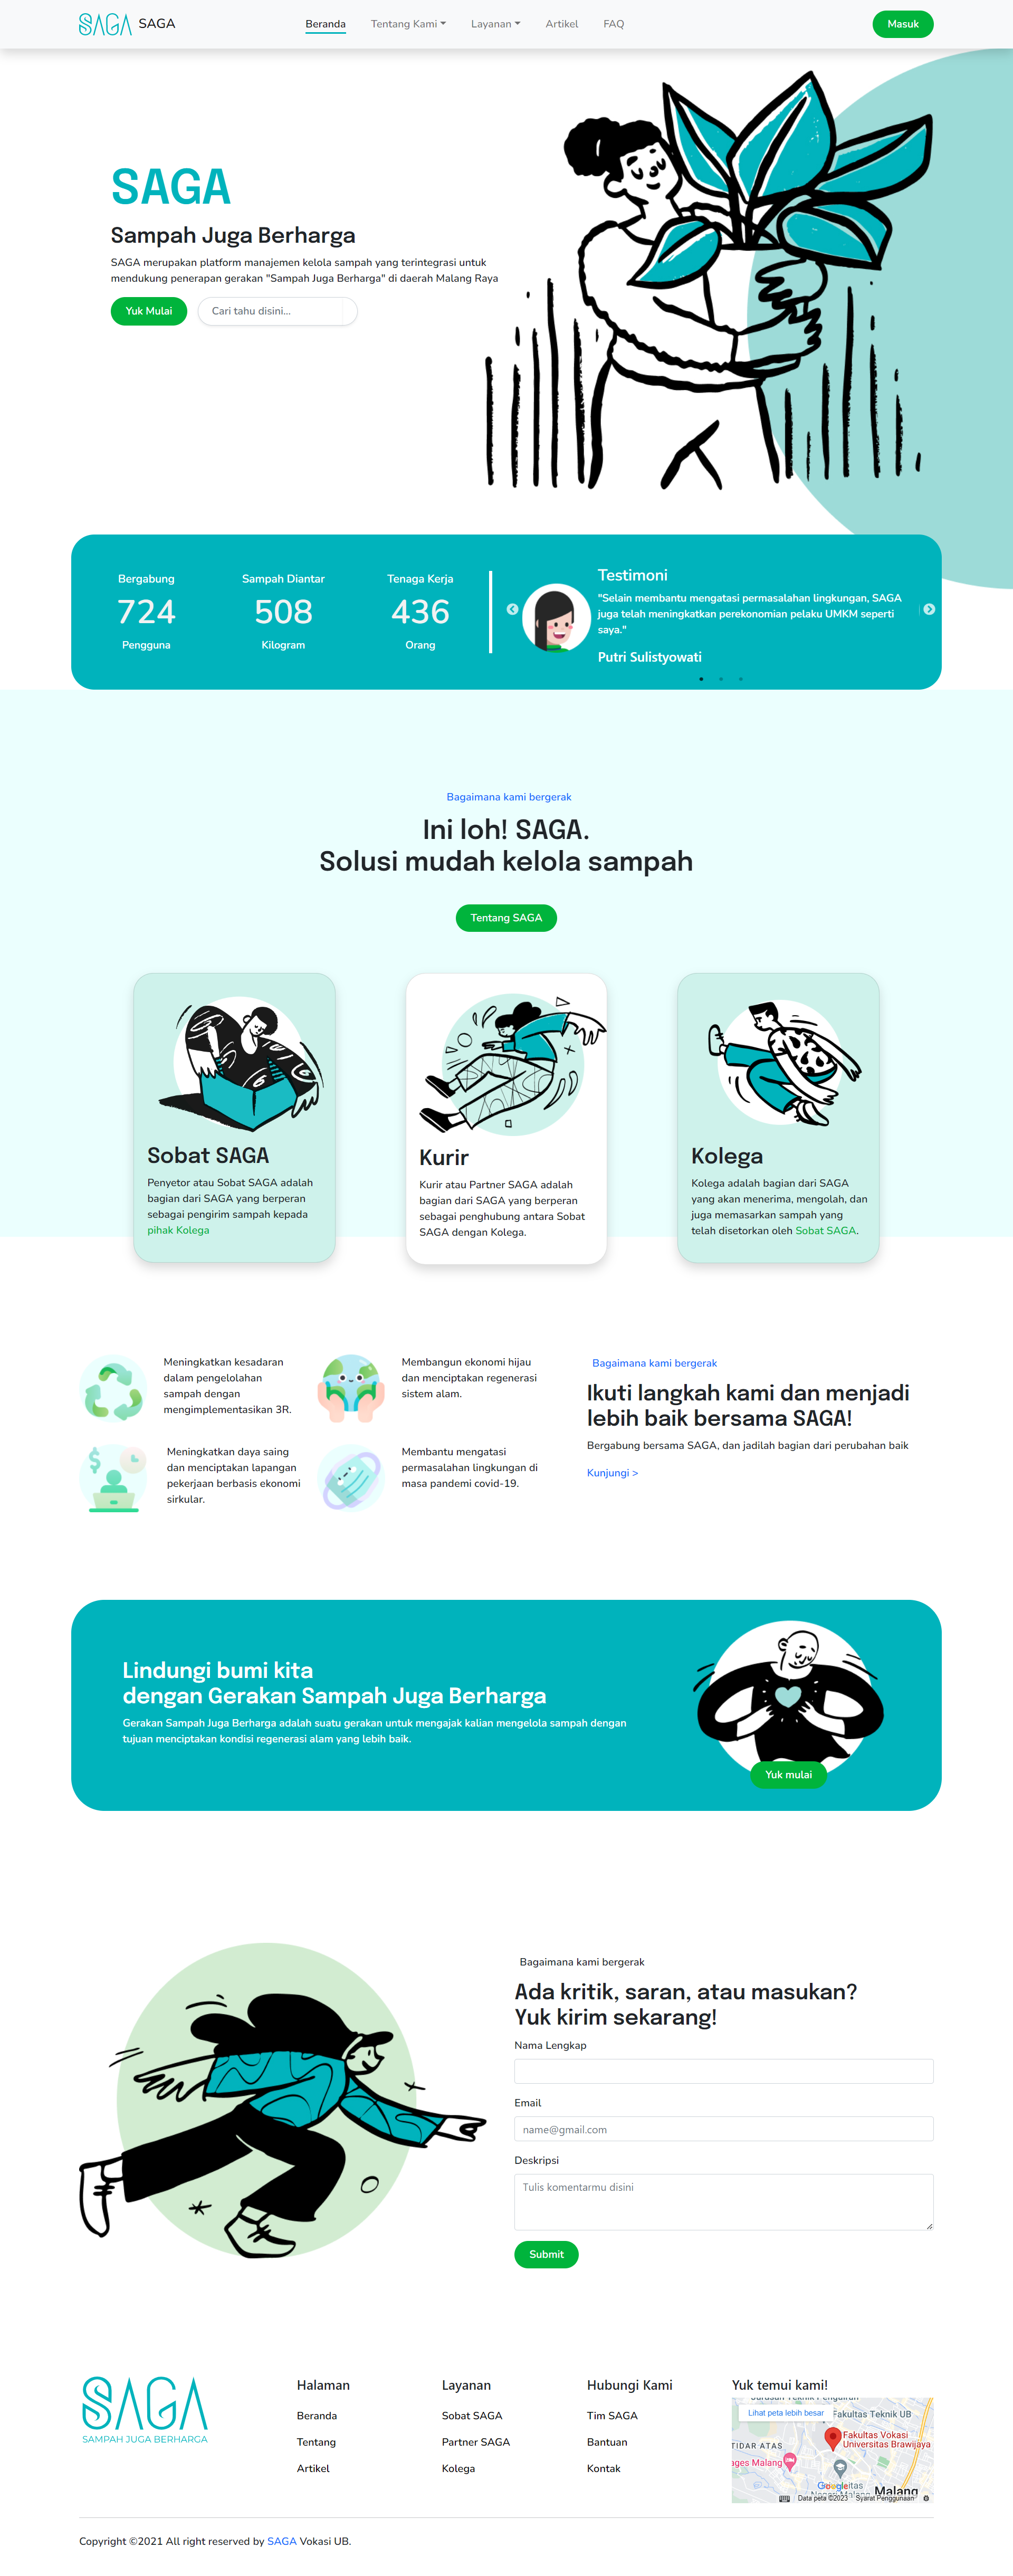 SAGA SAGA Beranda Tentang Kami Layanan Artikel FAQ Masuk
SAGA
Sampah Juga Berharga
SAGA merupakan platform manajemen kelola sampah yang terintegrasi untuk
mendukung penerapan gerakan "Sampah Juga Berharga" di daerah Malang Raya
Yuk Mulai Cari tahu disini...
Bergabung
724
Pengguna
Sampah Diantar
508
Kilogram
Tenaga Kerja
436
Orang
Testimoni
"Selain membantu mengatasi permasalahan lingkungan, SAGA
juga telah meningkatkan perekonomian pelaku UMKM seperti
saya."
Putri Sulistyowati
Bagaimana kami bergerak
Ini loh! SAGA.
Solusi mudah kelola sampah
Tentang SAGA
Sobat SAGA
Penyetor atau Sobat SAGA adalah
bagian dari SAGA yang berperan
sebagai pengirim sampah kepada
pihak Kolega
Kurir
Kurir atau Partner SAGA adalah
bagian dari SAGA yang berperan
sebagai penghubung antara Sobat
SAGA dengan Kolega.
Kolega
Kolega adalah bagian dari SAGA
yang akan menerima, mengolah, dan
juga memasarkan sampah yang
telah disetorkan oleh Sobat SAGA.
Meningkatkan kesadaran
dalam pengelolahan
sampah dengan
mengimplementasikan 3R.
Membangun ekonomi hijau
dan menciptakan regenerasi
sistem alam.
Meningkatkan daya saing
dan menciptakan lapangan
pekerjaan berbasis ekonomi
sirkular.
Membantu mengatasi
permasalahan lingkungan di
masa pandemi covid-19.
Bagaimana kami bergerak
Ikuti langkah kami dan menjadi
lebih baik bersama SAGA!
Bergabung bersama SAGA, dan jadilah bagian dari perubahan baik
Kunjungi >
Lindungi bumi kita
dengan Gerakan Sampah Juga Berharga
Gerakan Sampah Juga Berharga adalah suatu gerakan untuk mengajak kalian mengelola sampah dengan
tujuan menciptakan kondisi regenerasi alam yang lebih baik.
Yuk mulai
Bagaimana kami bergerak
Ada kritik, saran, atau masukan?
Yuk kirim sekarang!
Nama Lengkap
Email
name@gmail.com
Deskripsi
Tulis komentarmu disini
Submit
SAGA
SAMPAH JUGA BERHARGA
Halaman
Beranda
Tentang
Artikel
Layanan
Sobat SAGA
Partner SAGA
Kolega
Hubungi Kami
Tim SAGA
Bantuan
Kontak
Yuk temui kami!
Lihat peta lebih besar
Fakultas Teknik UB
Fakultas Vokasi
Universitas Brawijaya
TIDAR ATAS
ages Malang
Google
Malang
Data peta ©2023 Syarat Penggunaan
Copyright ©2021 All right reserved by SAGA Vokasi UB.